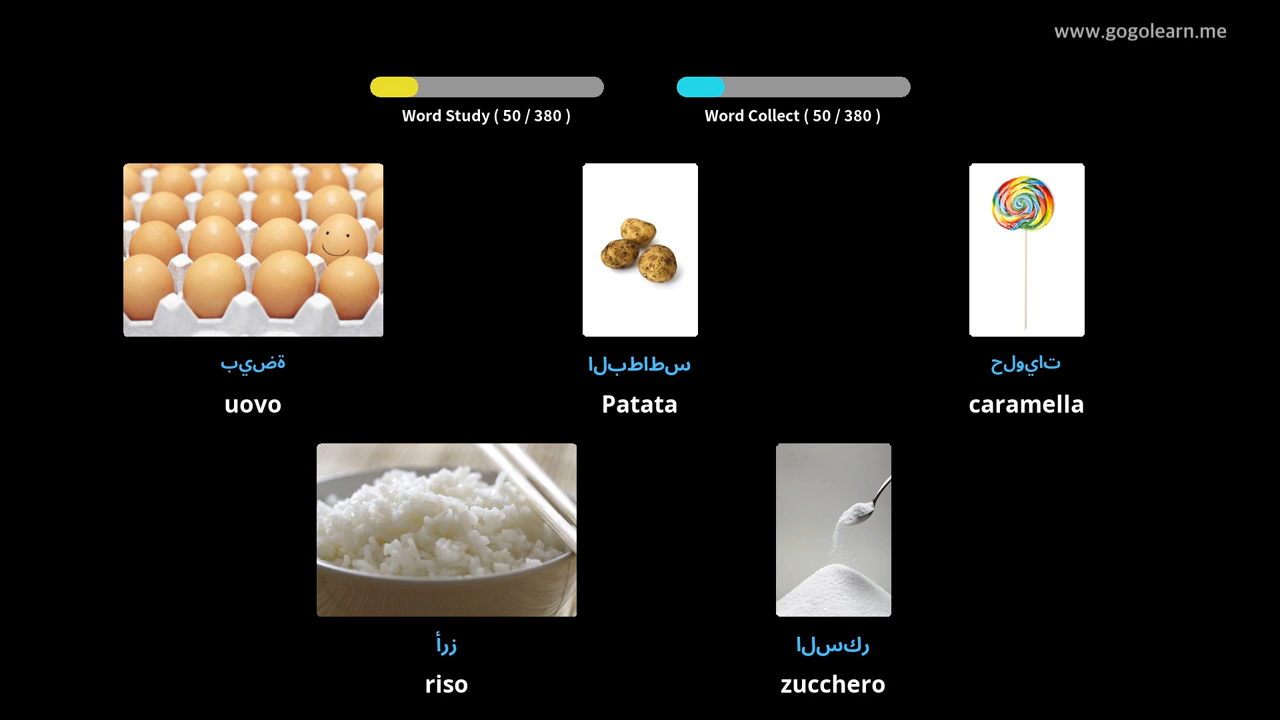 www.gogolearn.me
Word Study ( 50 / 380 )
Word Collect ( 50 / 380 )
بيضة
البطاطس
حلويات
uovo
Patata
caramella
أرز
السكر
riso
zucchero